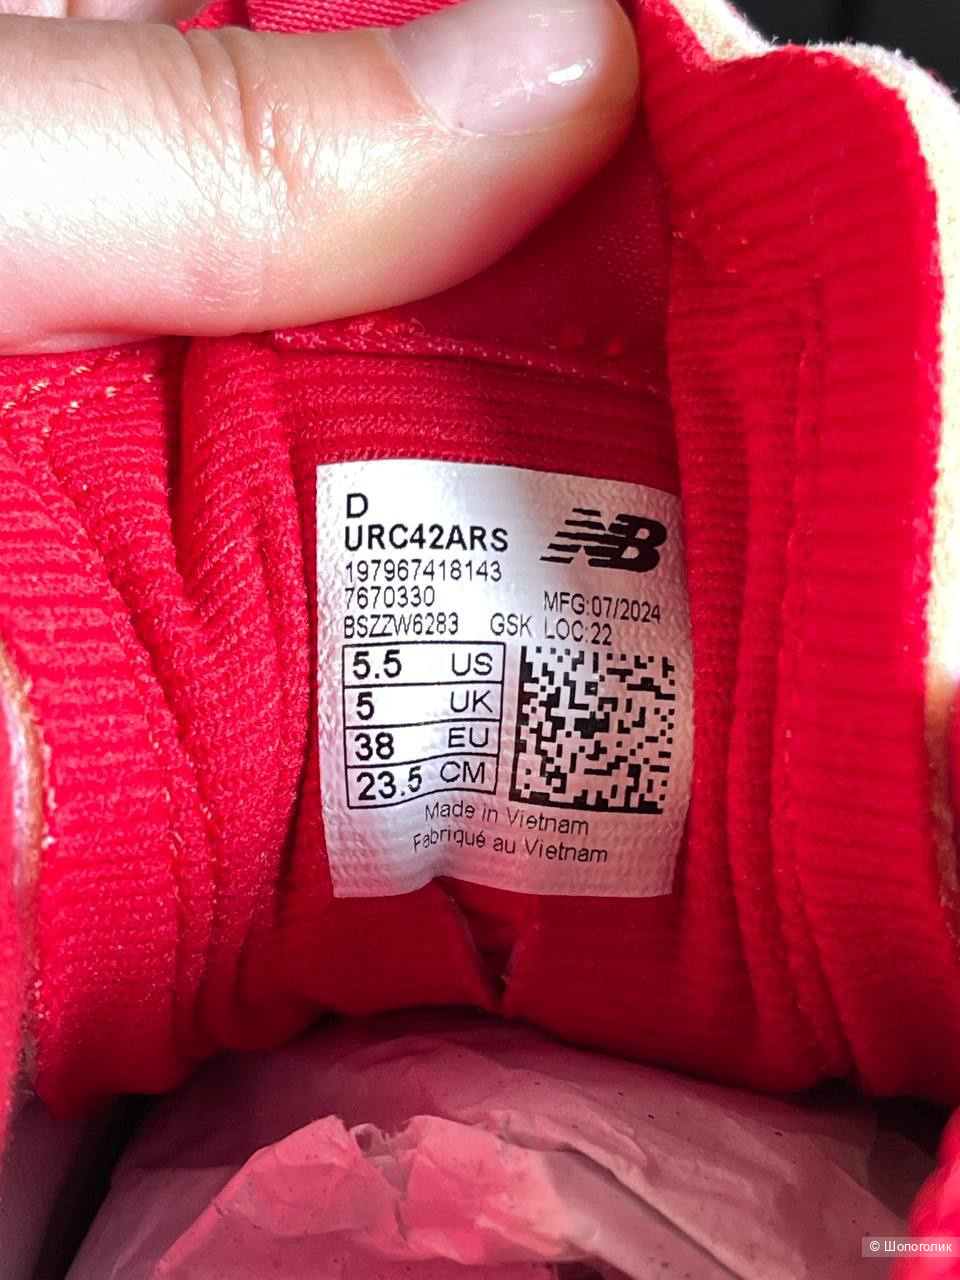 D
URC42ARS
NB
197967418143
7670330
MFG:07/2024
BSZZW6283 GSK LOC:22
5.5 US
5 UK
38 EU
23.5 CM
Made in Vietnam
Fabriqué au Vietnam
© Шопоголик